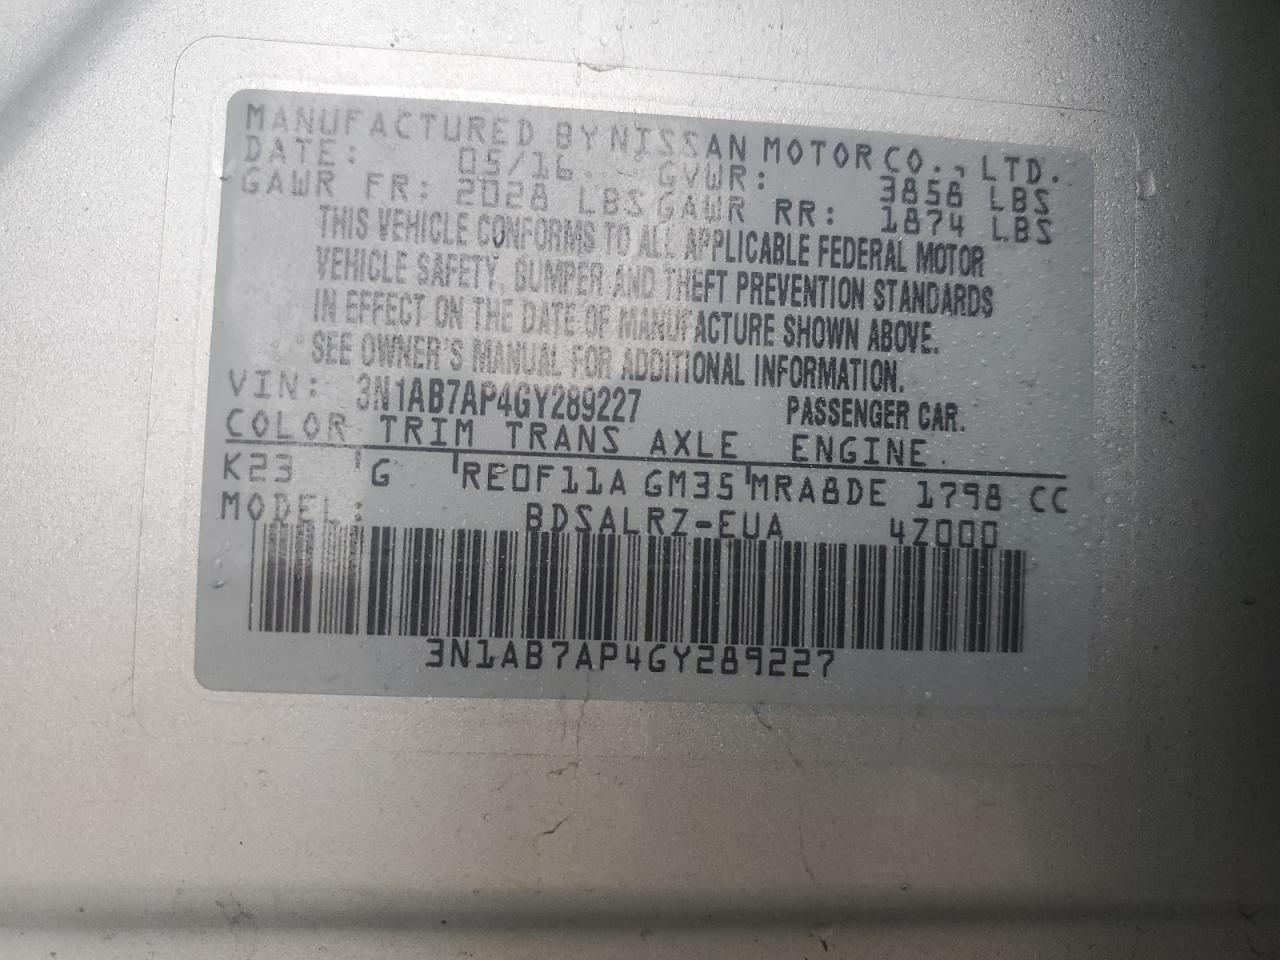 MANUFACTURED BY NISSAN MOTOR CO., LTD.
DATE: 05/16 GVWR: 3858 LBS
GAWR FR: 2028 LBS GAWR RR: 1874 LBS
THIS VEHICLE CONFORMS TO ALL APPLICABLE FEDERAL MOTOR
VEHICLE SAFETY, BUMPER AND THEFT PREVENTION STANDARDS
IN EFFECT ON THE DATE OF MANUFACTURE SHOWN ABOVE.
SEE OWNER'S MANUAL FOR ADDITIONAL INFORMATION.
VIN: 3N1AB7AP4GY289227 PASSENGER CAR.
COLOR TRIM TRANS AXLE ENGINE
K23 G RE0F11A GM35 MRA8DE 1798 CC
MODEL: BDSALRZ-EUA 4Z000
3N1AB7AP4GY289227